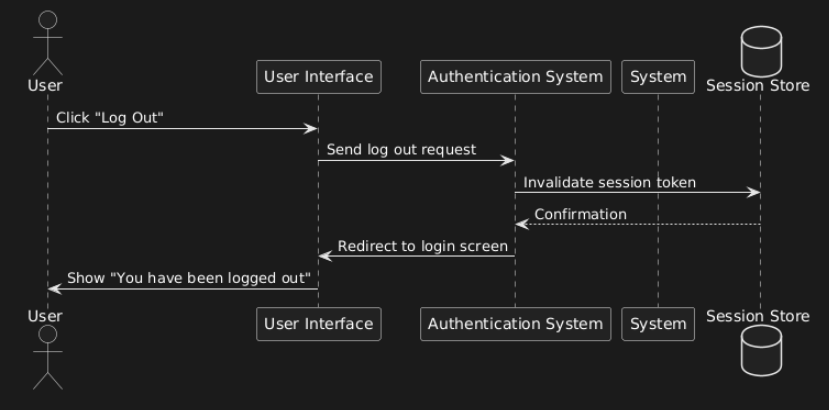 User
User Interface
Authentication System
System
Session Store
Click "Log Out"
Send log out request
Invalidate session token
Confirmation
Redirect to login screen
Show "You have been logged out"
User
User Interface
Authentication System
System
Session Store